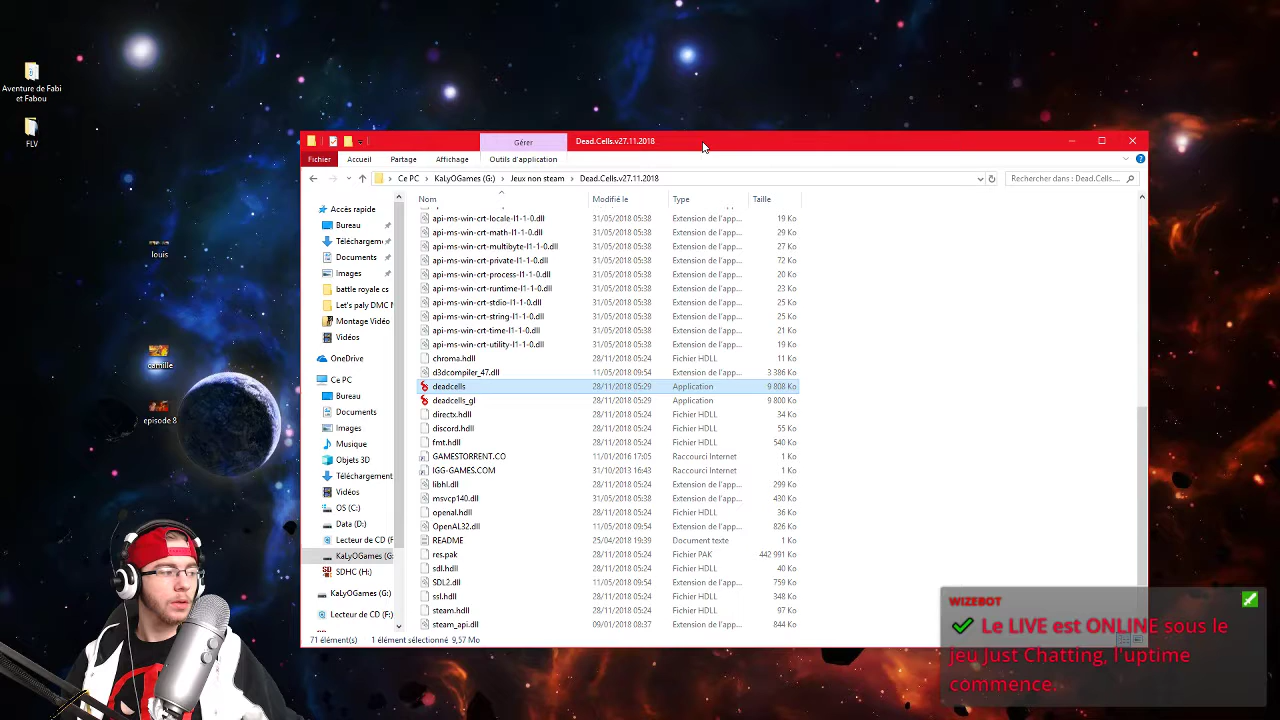 Aventure de Fabi
et Fabou
FLV
louis
camille
episode 8
Gérer
Dead.Cells.v27.11.2018
Fichier
Accueil
Partage
Affichage
Outils d'application
Ce PC
KaLyOGames (G:)
Jeux non steam
Dead.Cells.v27.11.2018
Rechercher dans : Dead.Cells....
Accès rapide
Bureau
Téléchargem
Documents
Images
battle royale cs
Let's paly DMC
Montage Vidéo
Vidéos
OneDrive
Ce PC
Bureau
Documents
Images
Musique
Objets 3D
Téléchargement
Vidéos
OS (C:)
Data (D:)
Lecteur de CD (F
KaLyOGames (G:
SDHC (H:)
KaLyOGames (G:)
Lecteur de CD (F:)
Nom Modifié le Type Taille
api-ms-win-crt-locale-l1-1-0.dll 31/05/2018 05:38 Extension de l'app... 19 Ko
api-ms-win-crt-math-l1-1-0.dll 31/05/2018 05:38 Extension de l'app... 29 Ko
api-ms-win-crt-multibyte-l1-1-0.dll 31/05/2018 05:38 Extension de l'app... 27 Ko
api-ms-win-crt-private-l1-1-0.dll 31/05/2018 05:38 Extension de l'app... 72 Ko
api-ms-win-crt-process-l1-1-0.dll 31/05/2018 05:38 Extension de l'app... 20 Ko
api-ms-win-crt-runtime-l1-1-0.dll 31/05/2018 05:38 Extension de l'app... 23 Ko
api-ms-win-crt-stdio-l1-1-0.dll 31/05/2018 05:38 Extension de l'app... 25 Ko
api-ms-win-crt-string-l1-1-0.dll 31/05/2018 05:38 Extension de l'app... 25 Ko
api-ms-win-crt-time-l1-1-0.dll 31/05/2018 05:38 Extension de l'app... 21 Ko
api-ms-win-crt-utility-l1-1-0.dll 31/05/2018 05:38 Extension de l'app... 19 Ko
chroma.hdll 28/11/2018 05:24 Fichier HDLL 11 Ko
d3dcompiler_47.dll 11/05/2018 09:54 Extension de l'app... 3 386 Ko
deadcells 28/11/2018 05:29 Application 9 808 Ko
deadcells_gl 28/11/2018 05:29 Application 9 800 Ko
directx.hdll 28/11/2018 05:24 Fichier HDLL 34 Ko
discord.hdll 28/11/2018 05:24 Fichier HDLL 55 Ko
fmt.hdll 28/11/2018 05:24 Fichier HDLL 540 Ko
GAMESTORRENT.CO 11/01/2016 17:05 Raccourci Internet 1 Ko
IGG-GAMES.COM 31/10/2013 16:43 Raccourci Internet 1 Ko
libhl.dll 28/11/2018 05:24 Extension de l'app... 299 Ko
msvcp140.dll 31/05/2018 05:38 Extension de l'app... 430 Ko
openal.hdll 28/11/2018 05:24 Fichier HDLL 36 Ko
OpenAL32.dll 11/05/2018 09:54 Extension de l'app... 826 Ko
README 25/04/2018 19:39 Document texte 1 Ko
res.pak 28/11/2018 05:24 Fichier PAK 442 991 Ko
sdl.hdll 28/11/2018 05:24 Fichier HDLL 40 Ko
SDL2.dll 11/05/2018 09:54 Extension de l'app... 759 Ko
ssl.hdll 28/11/2018 05:24 Fichier HDLL 348 Ko
steam.hdll 28/11/2018 05:24 Fichier HDLL 97 Ko
steam_api.dll 09/01/2018 08:37 Extension de l'app... 844 Ko
71 élément(s) 1 élément sélectionné 9,57 Mo
WIZEBOT
Le LIVE est ONLINE sous le
jeu Just Chatting, l'uptime
commence.